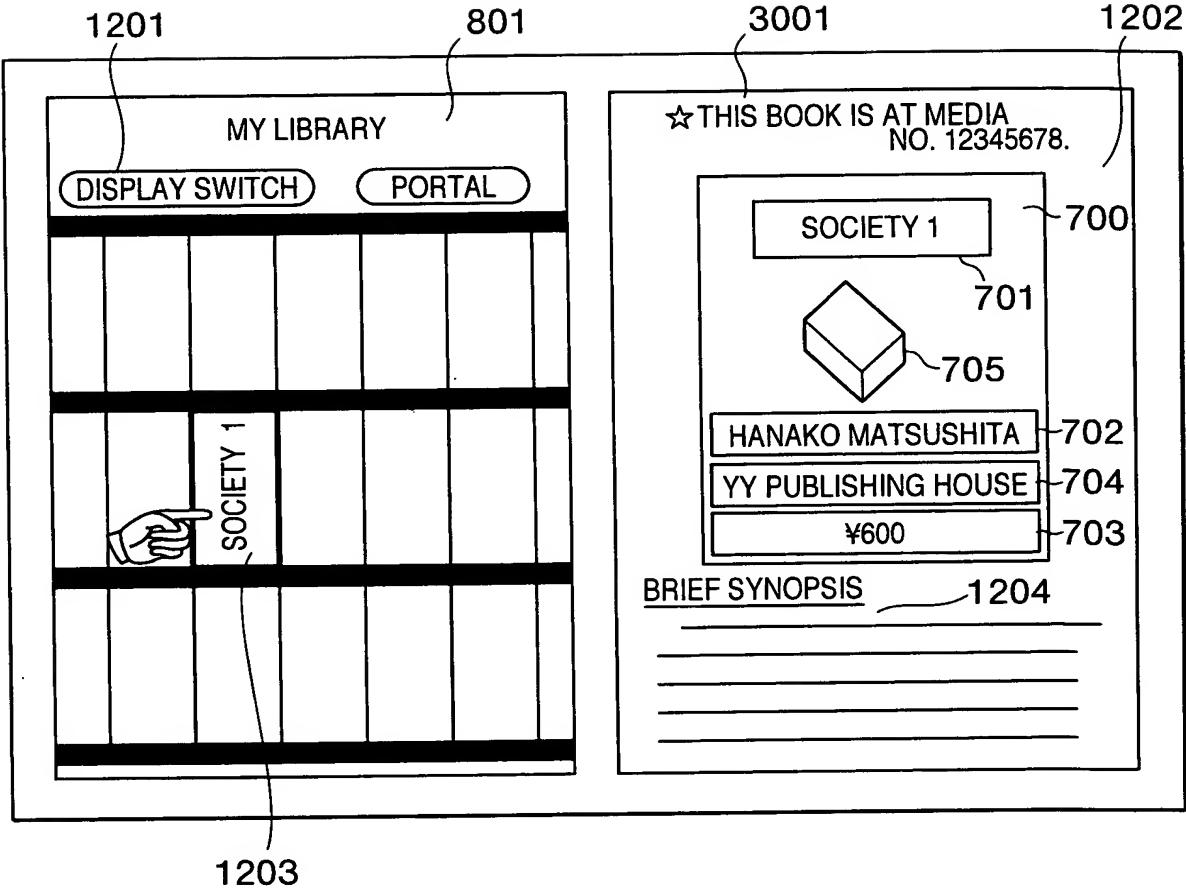 1201
801
3001
1202
MY LIBRARY
DISPLAY SWITCH
PORTAL
☆THIS BOOK IS AT MEDIA
NO. 12345678.
SOCIETY 1
700
701
705
HANAKO MATSUSHITA
702
YY PUBLISHING HOUSE
704
¥600
703
SOCIETY 1
BRIEF SYNOPSIS
1204
1203